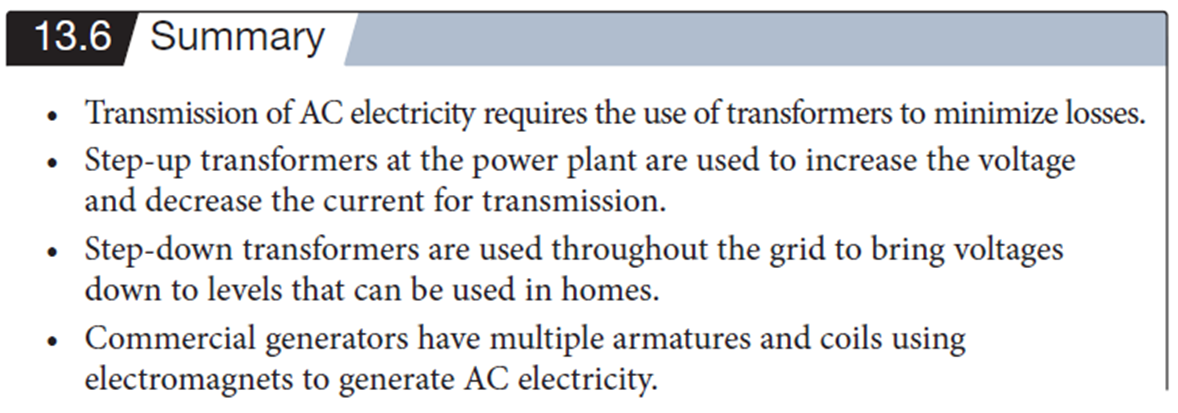 13.6 Summary
• Transmission of AC electricity requires the use of transformers to minimize losses.
• Step-up transformers at the power plant are used to increase the voltage
and decrease the current for transmission.
• Step-down transformers are used throughout the grid to bring voltages
down to levels that can be used in homes.
• Commercial generators have multiple armatures and coils using
electromagnets to generate AC electricity.